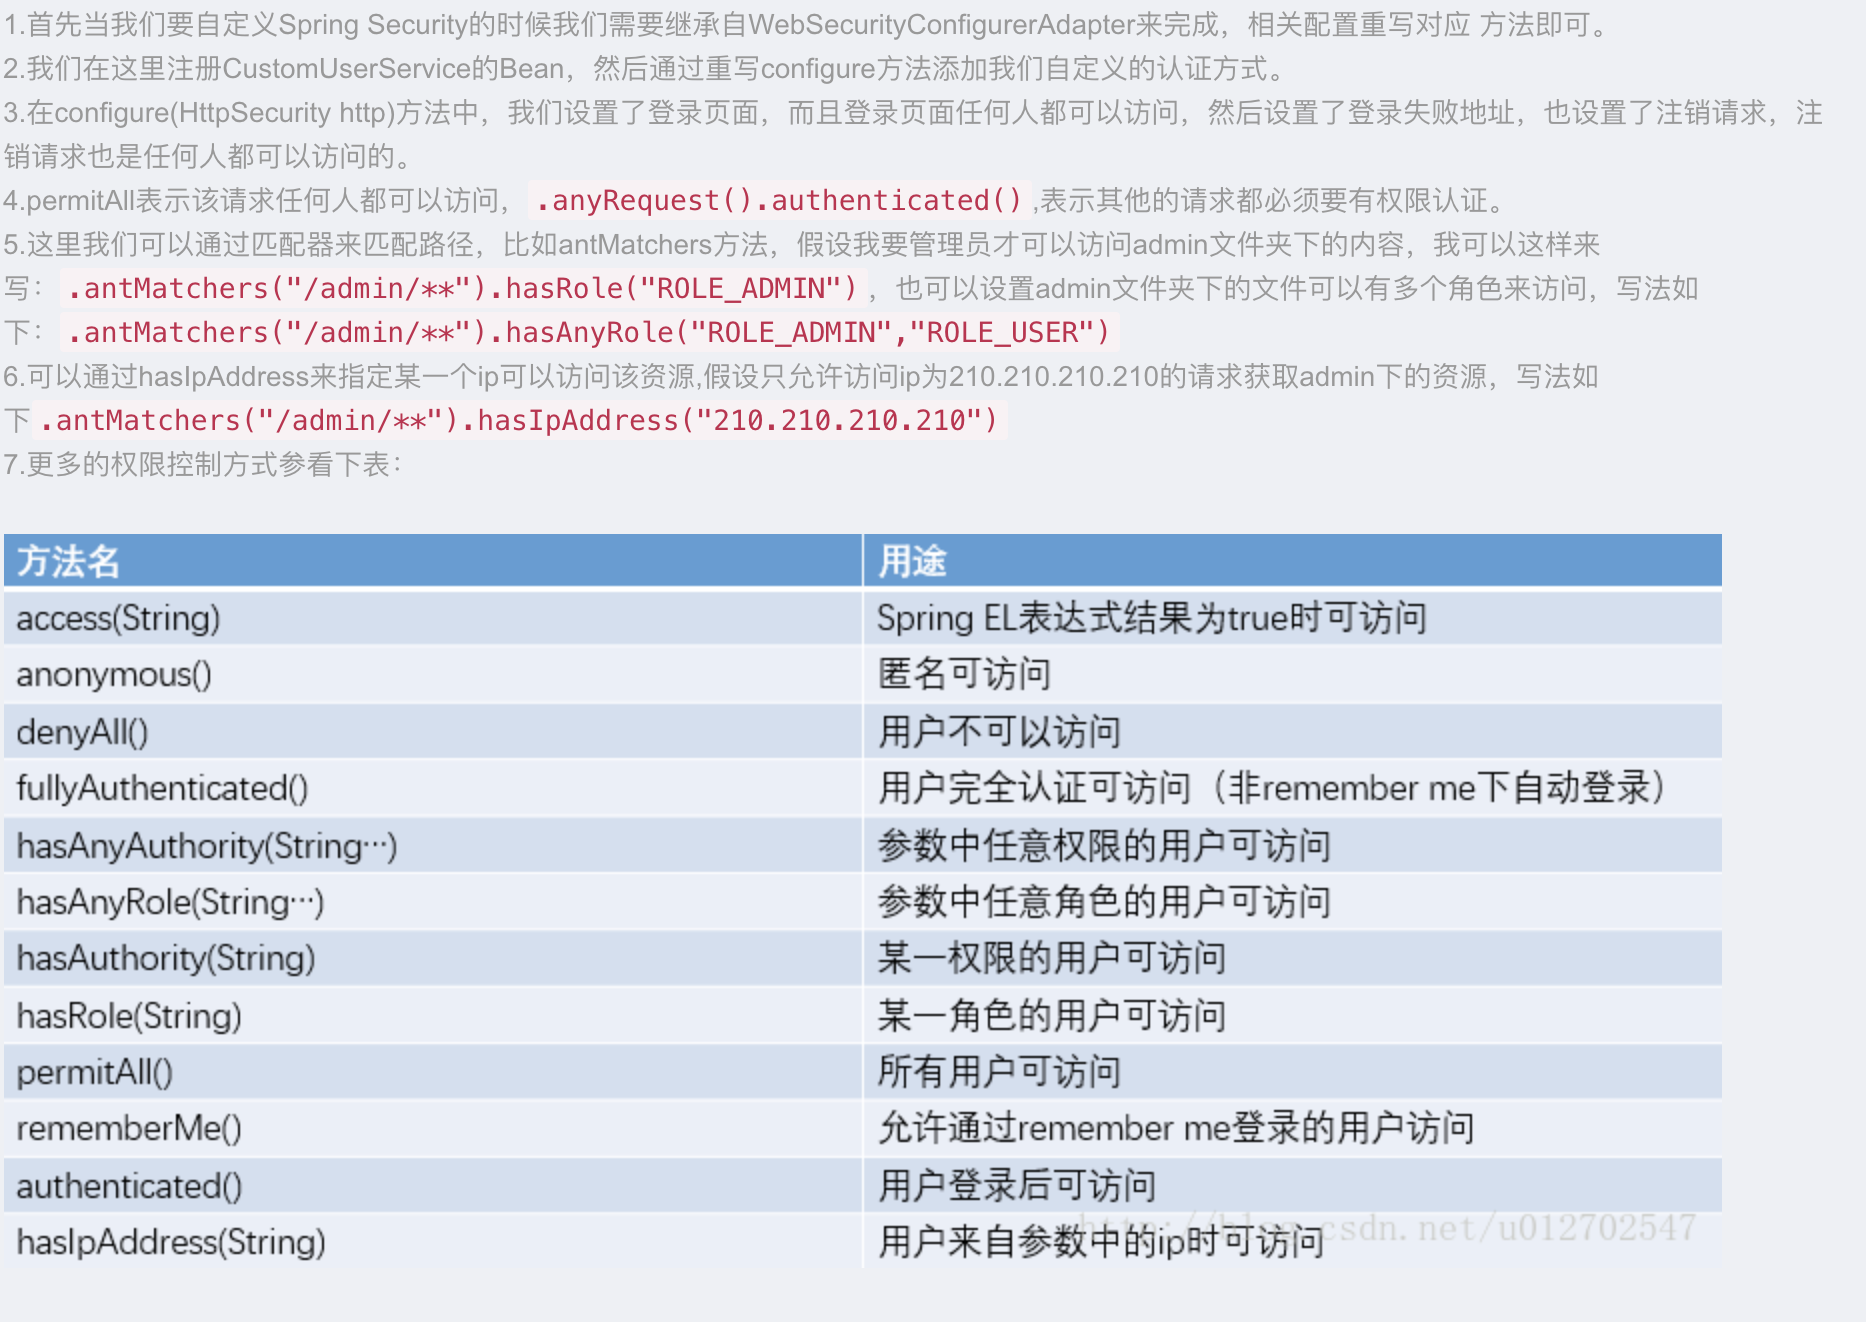 1.首先当我们要自定义Spring Security的时候我们需要继承自WebSecurityConfigurerAdapter来完成，相关配置重写对应 方法即可。
2.我们在这里注册CustomUserService的Bean，然后通过重写configure方法添加我们自定义的认证方式。
3.在configure(HttpSecurity http)方法中，我们设置了登录页面，而且登录页面任何人都可以访问，然后设置了登录失败地址，也设置了注销请求，注
销请求也是任何人都可以访问的。
4.permitAll表示该请求任何人都可以访问，.anyRequest().authenticated(),表示其他的请求都必须要有权限认证。
5.这里我们可以通过匹配器来匹配路径，比如antMatchers方法，假设我要管理员才可以访问admin文件夹下的内容，我可以这样来
写：.antMatchers("/admin/**").hasRole("ROLE_ADMIN")，也可以设置admin文件夹下的文件可以有多个角色来访问，写法如
下：.antMatchers("/admin/**").hasAnyRole("ROLE_ADMIN","ROLE_USER")
6.可以通过hasIpAddress来指定某一个ip可以访问该资源,假设只允许访问ip为210.210.210.210的请求获取admin下的资源，写法如
下.antMatchers("/admin/**").hasIpAddress("210.210.210.210")
7.更多的权限控制方式参看下表：
方法名 用途
access(String) Spring EL表达式结果为true时可访问
anonymous() 匿名可访问
denyAll() 用户不可以访问
fullyAuthenticated() 用户完全认证可访问（非remember me下自动登录）
hasAnyAuthority(String…) 参数中任意权限的用户可访问
hasAnyRole(String…) 参数中任意角色的用户可访问
hasAuthority(String) 某一权限的用户可访问
hasRole(String) 某一角色的用户可访问
permitAll() 所有用户可访问
rememberMe() 允许通过remember me登录的用户访问
authenticated() 用户登录后可访问
hasIpAddress(String) 用户来自参数中的ip时可访问
http://blog.csdn.net/u012702547